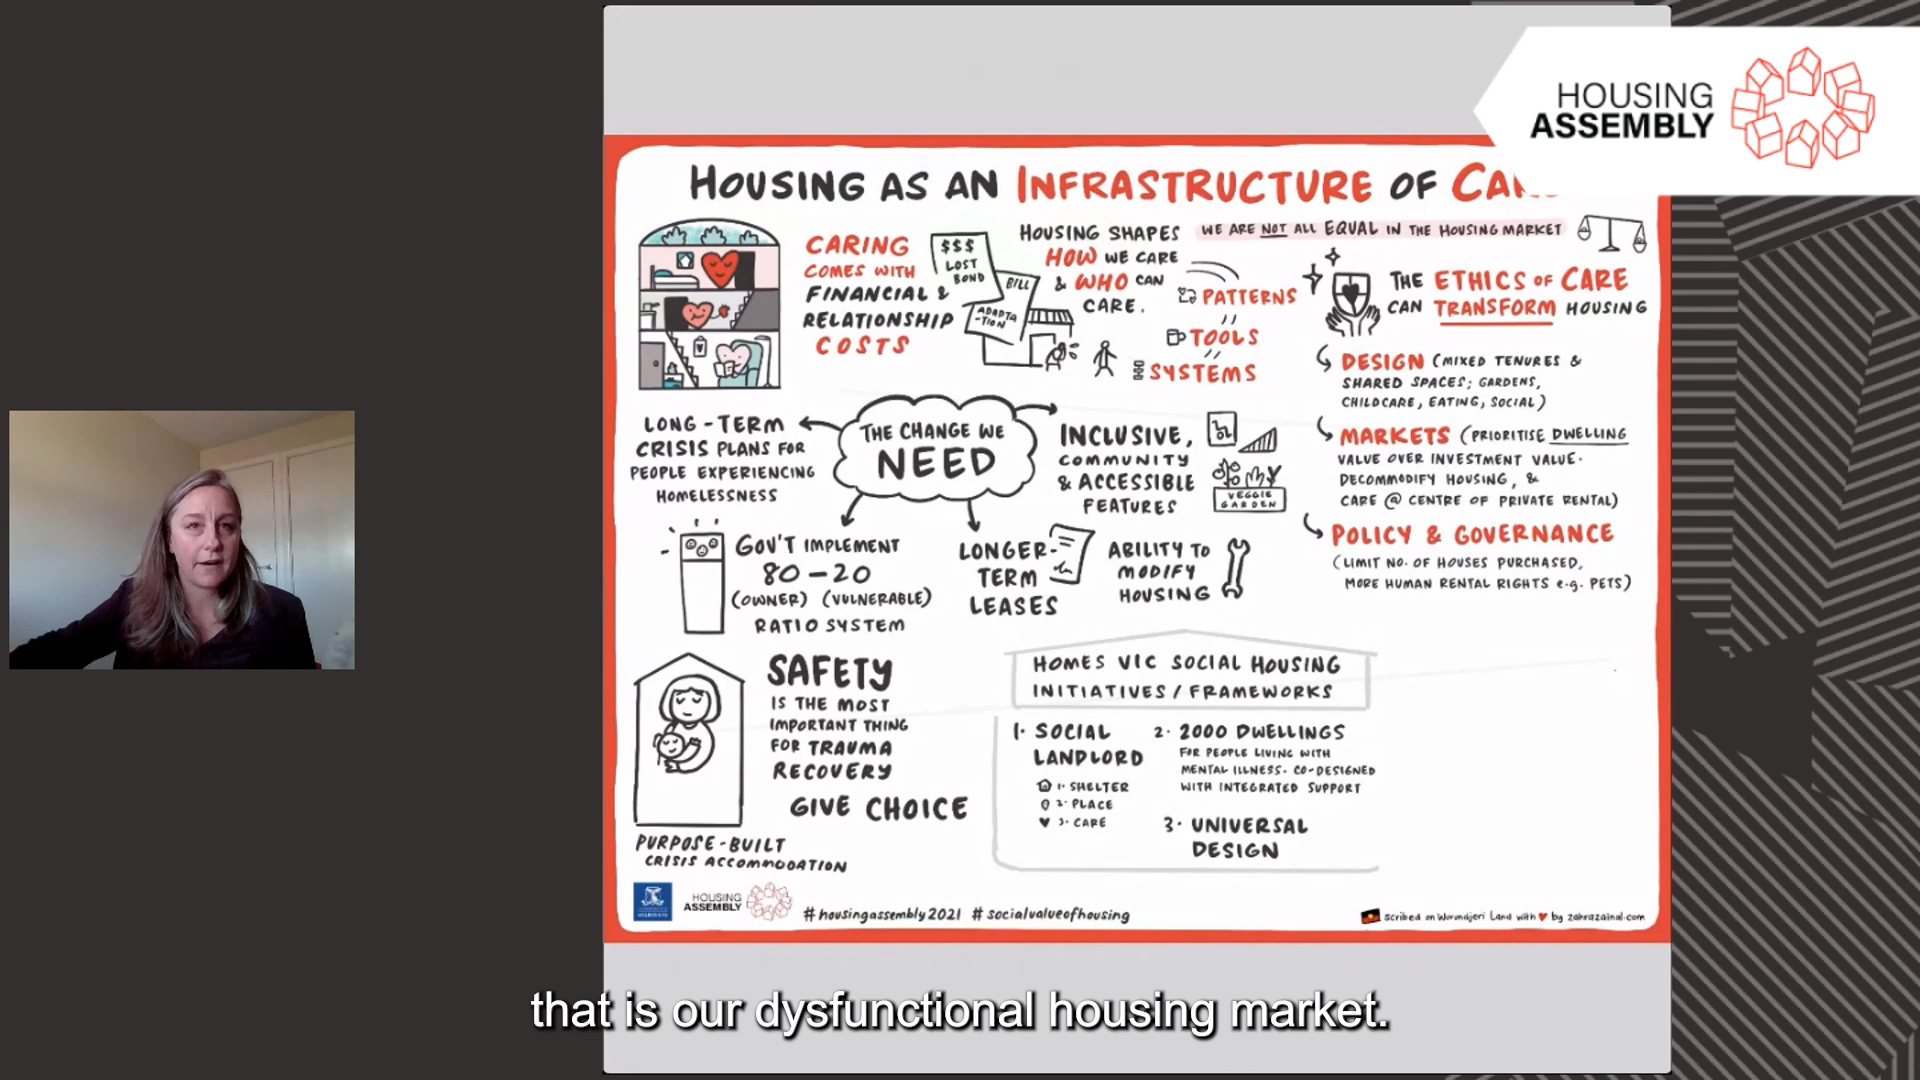 HOUSING
ASSEMBLY
HOUSING AS AN INFRASTRUCTURE OF
CARING
COMES WITH
FINANCIAL &
RELATIONSHIP
COSTS
$$$
LOST
BOND
BILL
ADAPTA
-TION
HOUSING SHAPES
HOW WE CARE
& WHO CAN
CARE.
PATTERNS
TOOLS
SYSTEMS
WE ARE NOT ALL EQUAL IN THE HOUSING MARKET
THE ETHICS OF CARE
CAN TRANSFORM HOUSING
DESIGN (MIXED TENURES &
SHARED SPACES; GARDENS,
CHILDCARE, EATING, SOCIAL)
MARKETS (PRIORITISE DWELLING
VALUE OVER INVESTMENT VALUE.
DECOMMODIFY HOUSING, &
CARE @ CENTRE OF PRIVATE RENTAL)
POLICY & GOVERNANCE
(LIMIT NO. OF HOUSES PURCHASED,
MORE HUMAN RENTAL RIGHTS e.g. PETS)
THE CHANGE WE
NEED
LONG-TERM
CRISIS PLANS FOR
PEOPLE EXPERIENCING
HOMELESSNESS
INCLUSIVE,
COMMUNITY
& ACCESSIBLE
FEATURES
VEGGIE
GARDEN
GOV'T IMPLEMENT
80-20
(OWNER) (VULNERABLE)
RATIO SYSTEM
LONGER-
TERM
LEASES
ABILITY TO
MODIFY
HOUSING
SAFETY
IS THE MOST
IMPORTANT THING
FOR TRAUMA
RECOVERY
GIVE CHOICE
PURPOSE-BUILT
CRISIS ACCOMMODATION
HOMES VIC SOCIAL HOUSING
INITIATIVES/FRAMEWORKS
1. SOCIAL
LANDLORD
1. SHELTER
2. PLACE
3. CARE
2. 2000 DWELLINGS
FOR PEOPLE LIVING WITH
MENTAL ILLNESS. CO-DESIGNED
WITH INTEGRATED SUPPORT
3. UNIVERSAL
DESIGN
HOUSING
ASSEMBLY
#housingassembly2021 #socialvalueofhousing
scribed on Wurundjeri Land with ♥ by zahrazainal.com
that is our dysfunctional housing market.